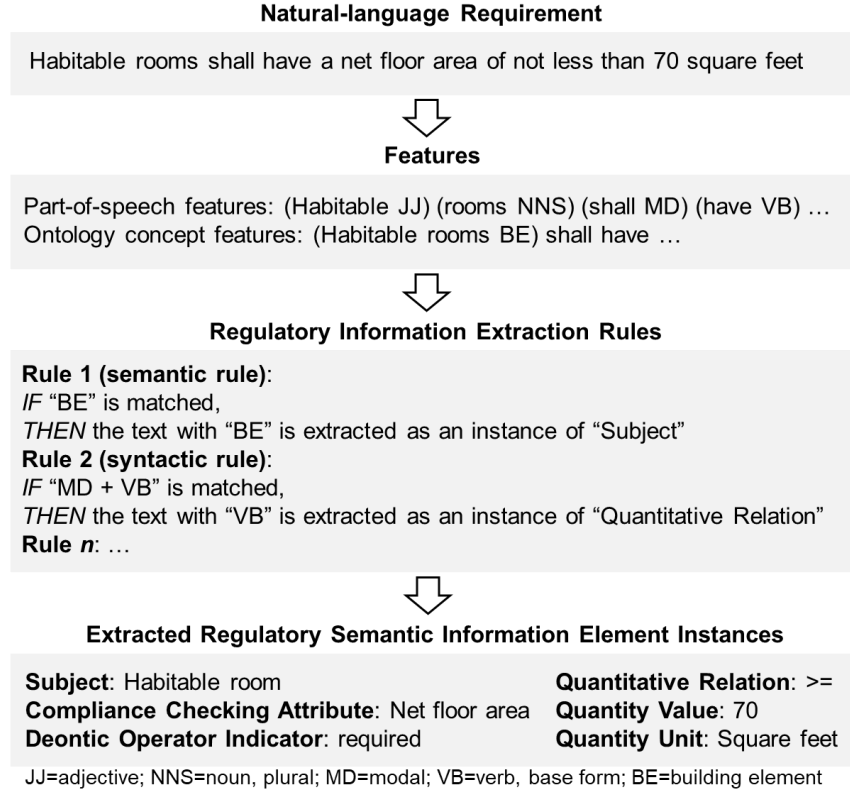 Natural-language Requirement
Habitable rooms shall have a net floor area of not less than 70 square feet
Features
Part-of-speech features: (Habitable JJ) (rooms NNS) (shall MD) (have VB) …
Ontology concept features: (Habitable rooms BE) shall have …
Regulatory Information Extraction Rules
Rule 1 (semantic rule):
IF “BE” is matched,
THEN the text with “BE” is extracted as an instance of “Subject”
Rule 2 (syntactic rule):
IF “MD + VB” is matched,
THEN the text with “VB” is extracted as an instance of “Quantitative Relation”
Rule n: …
Extracted Regulatory Semantic Information Element Instances
Subject: Habitable room Quantitative Relation: >=
Compliance Checking Attribute: Net floor area Quantity Value: 70
Deontic Operator Indicator: required Quantity Unit: Square feet
JJ=adjective; NNS=noun, plural; MD=modal; VB=verb, base form; BE=building element